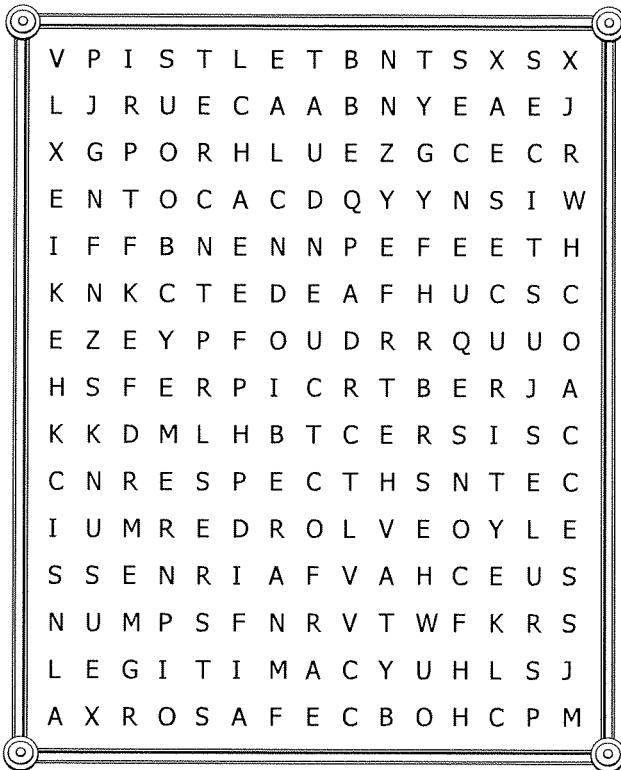 V P I S T L E T B N T S X S X
L J R U E C A A B N Y E A E J
X G P O R H L U E Z G C E C R
E N T O C A C D Q Y Y N S I W
I F F B N E N N P E F E E T H
K N K C T E D E A F H U C S C
E Z E Y P F O U D R R Q U U O
H S F E R P I C R T B E R J A
K K D M L H B T C E R S I S C
C N R E S P E C T H S N T E C
I U M R E D R O L V E O Y L E
S S E N R I A F V A H C E U S
N U M P S F N R V T W F K R S
L E G I T I M A C Y U H L S J
A X R O S A F E C B O H C P M